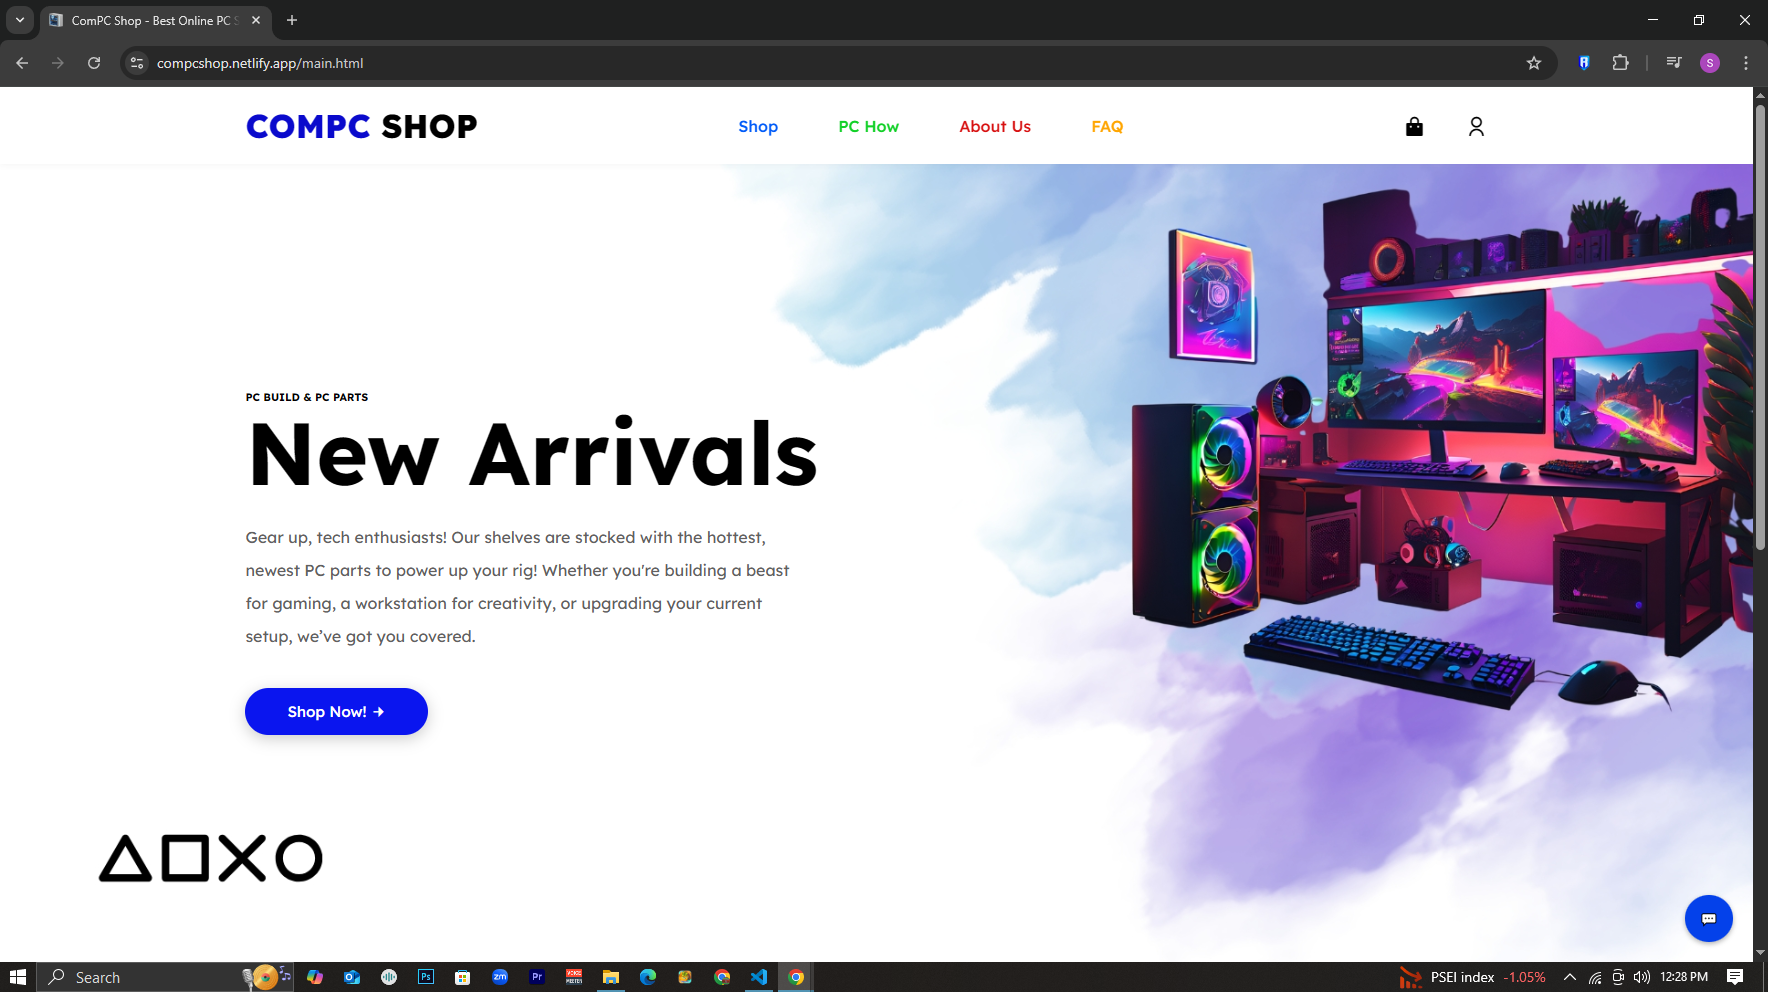 ComPC Shop - Best Online PC S
compcshop.netlify.app/main.html
S
COMPC SHOP
Shop
PC How
About Us
FAQ
PC BUILD & PC PARTS
New Arrivals
Gear up, tech enthusiasts! Our shelves are stocked with the hottest,
newest PC parts to power up your rig! Whether you're building a beast
for gaming, a workstation for creativity, or upgrading your current
setup, we’ve got you covered.
Shop Now!
Search
Ps
zm
Pr
PSEI index -1.05%
12:28 PM